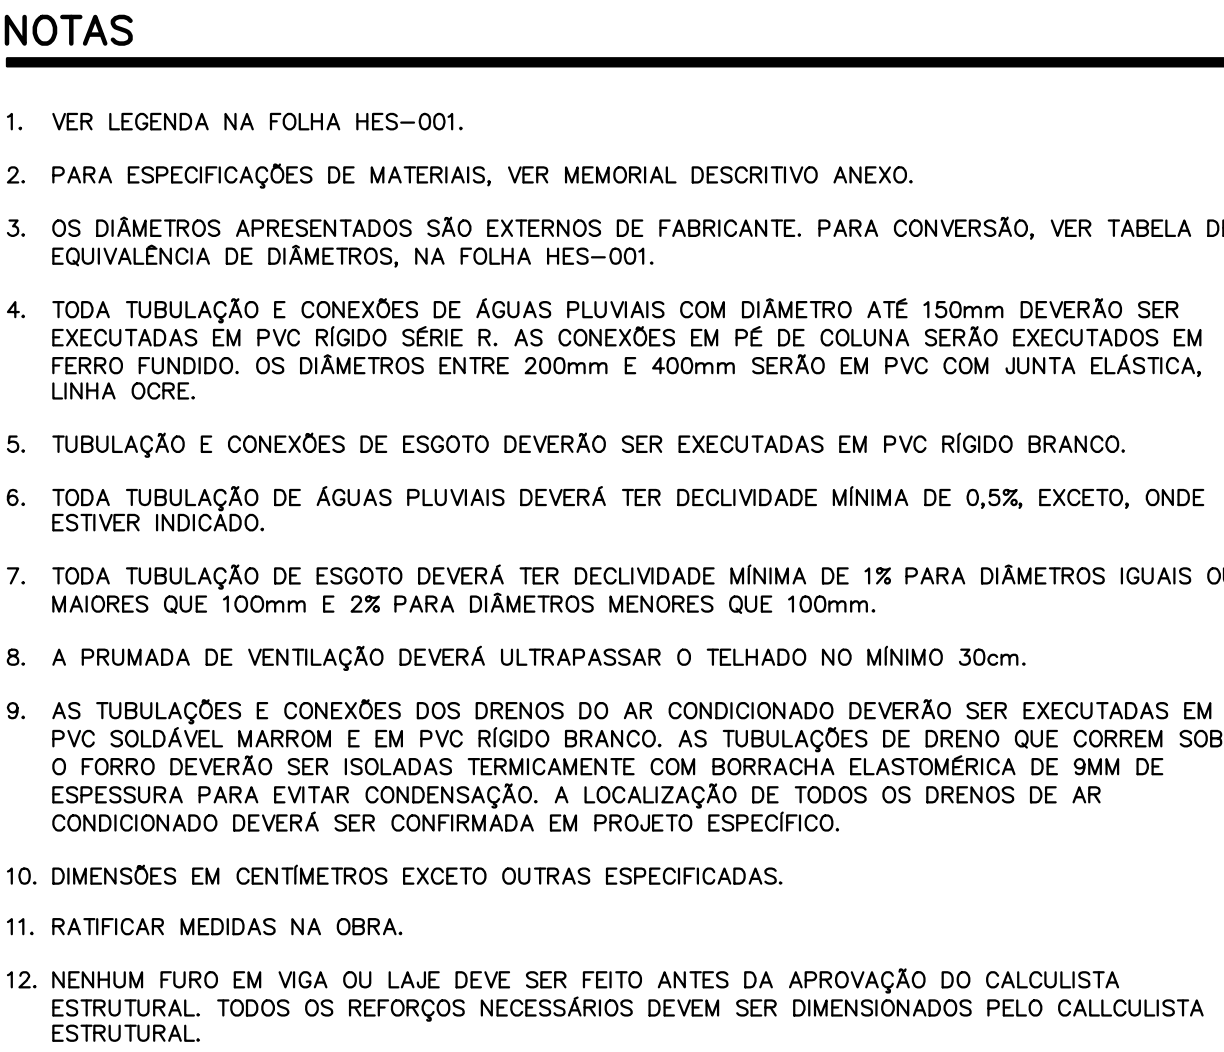 NOTAS
1. VER LEGENDA NA FOLHA HES-001.
2. PARA ESPECIFICAÇÕES DE MATERIAIS, VER MEMORIAL DESCRITIVO ANEXO.
3. OS DIÂMETROS APRESENTADOS SÃO EXTERNOS DE FABRICANTE. PARA CONVERSÃO, VER TABELA DE
EQUIVALÊNCIA DE DIÂMETROS, NA FOLHA HES-001.
4. TODA TUBULAÇÃO E CONEXÕES DE ÁGUAS PLUVIAIS COM DIÂMETRO ATÉ 150mm DEVERÃO SER
EXECUTADAS EM PVC RÍGIDO SÉRIE R. AS CONEXÕES EM PÉ DE COLUNA SERÃO EXECUTADOS EM
FERRO FUNDIDO. OS DIÂMETROS ENTRE 200mm E 400mm SERÃO EM PVC COM JUNTA ELÁSTICA,
LINHA OCRE.
5. TUBULAÇÃO E CONEXÕES DE ESGOTO DEVERÃO SER EXECUTADAS EM PVC RÍGIDO BRANCO.
6. TODA TUBULAÇÃO DE ÁGUAS PLUVIAIS DEVERÁ TER DECLIVIDADE MÍNIMA DE 0,5%, EXCETO, ONDE
ESTIVER INDICADO.
7. TODA TUBULAÇÃO DE ESGOTO DEVERÁ TER DECLIVIDADE MÍNIMA DE 1% PARA DIÂMETROS IGUAIS OU
MAIORES QUE 100mm E 2% PARA DIÂMETROS MENORES QUE 100mm.
8. A PRUMADA DE VENTILAÇÃO DEVERÁ ULTRAPASSAR O TELHADO NO MÍNIMO 30cm.
9. AS TUBULAÇÕES E CONEXÕES DOS DRENOS DO AR CONDICIONADO DEVERÃO SER EXECUTADAS EM
PVC SOLDÁVEL MARROM E EM PVC RÍGIDO BRANCO. AS TUBULAÇÕES DE DRENO QUE CORREM SOB
O FORRO DEVERÃO SER ISOLADAS TERMICAMENTE COM BORRACHA ELASTOMÉRICA DE 9MM DE
ESPESSURA PARA EVITAR CONDENSAÇÃO. A LOCALIZAÇÃO DE TODOS OS DRENOS DE AR
CONDICIONADO DEVERÁ SER CONFIRMADA EM PROJETO ESPECÍFICO.
10. DIMENSÕES EM CENTÍMETROS EXCETO OUTRAS ESPECIFICADAS.
11. RATIFICAR MEDIDAS NA OBRA.
12. NENHUM FURO EM VIGA OU LAJE DEVE SER FEITO ANTES DA APROVAÇÃO DO CALCULISTA
ESTRUTURAL. TODOS OS REFORÇOS NECESSÁRIOS DEVEM SER DIMENSIONADOS PELO CALLCULISTA
ESTRUTURAL.